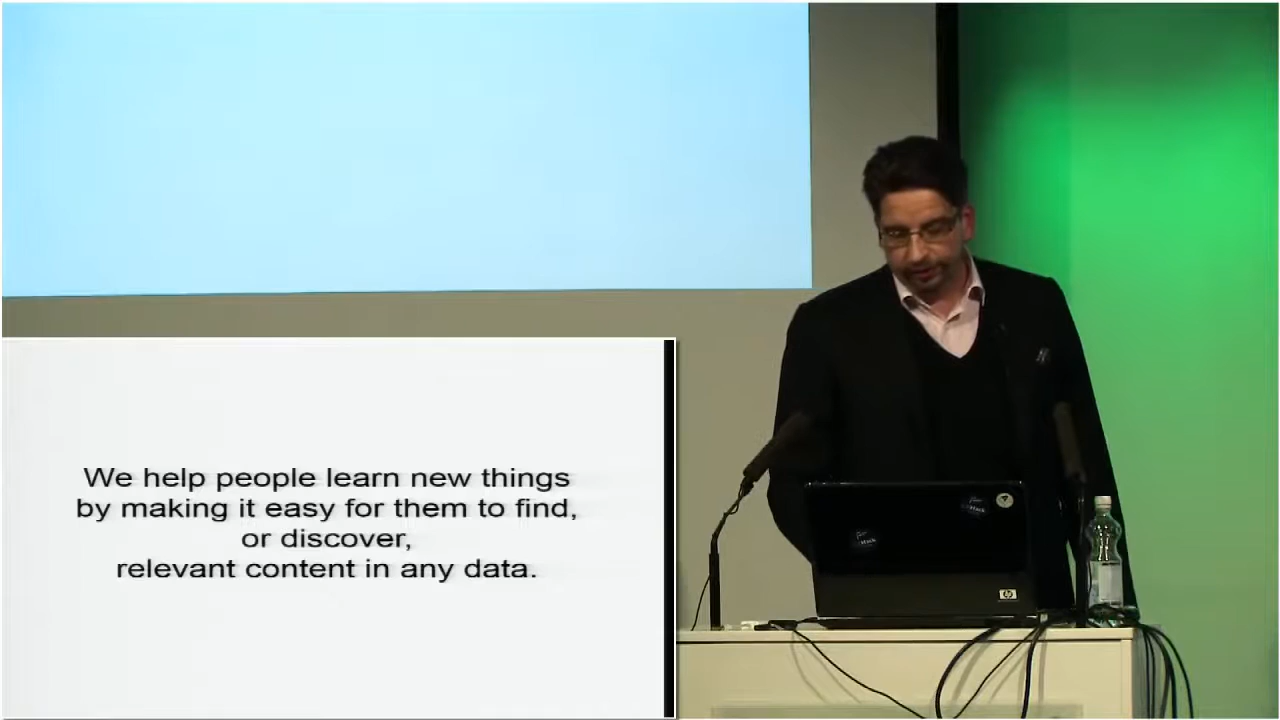 We help people learn new things
by making it easy for them to find,
or discover,
relevant content in any data.
hp